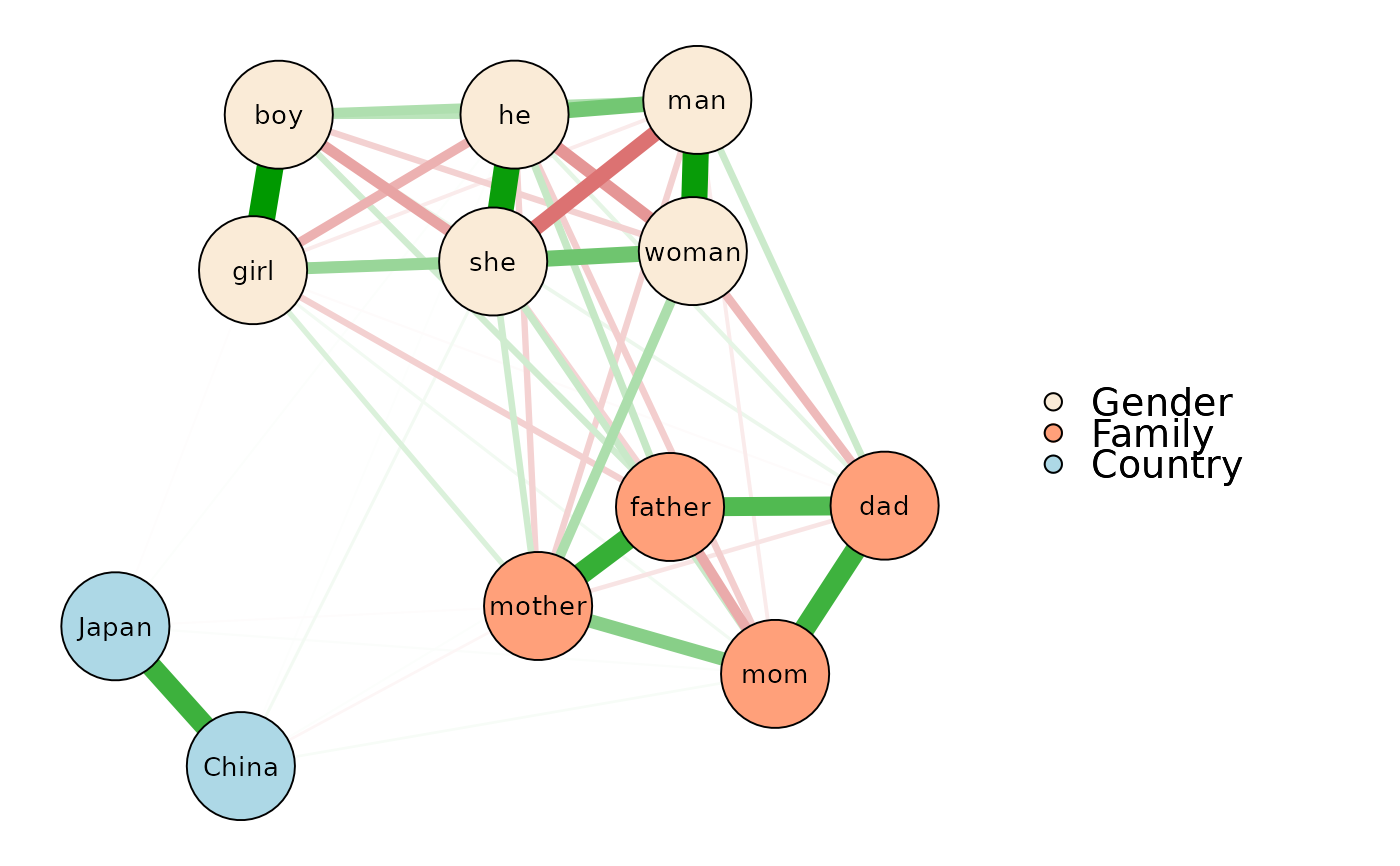 boy
he
man
girl
she
woman
father
dad
mother
mom
Japan
China
Gender
Family
Country